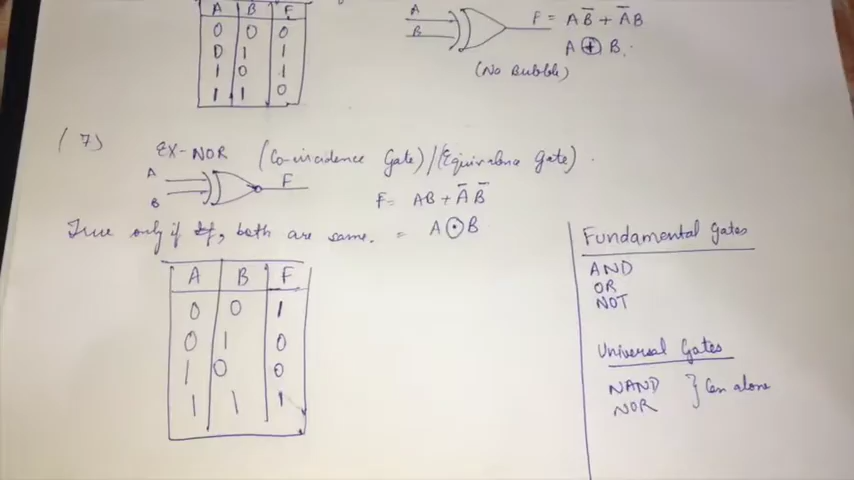 A B F
0 0 0
0 1 1
1 0 1
1 1 0
A
B
F = AB̅ + A̅B
A ⊕ B.
(No Bubble)
(7)
EX-NOR (Co-incidence Gate)/(Equivalence Gate).
A
B
F
F = AB + A̅ B̅
True only if, both are same. = A ⊙ B
A B F
0 0 1
0 1 0
1 0 0
1 1 1
Fundamental Gates
AND
OR
NOT
Universal Gates
NAND
NOR
} Can alone